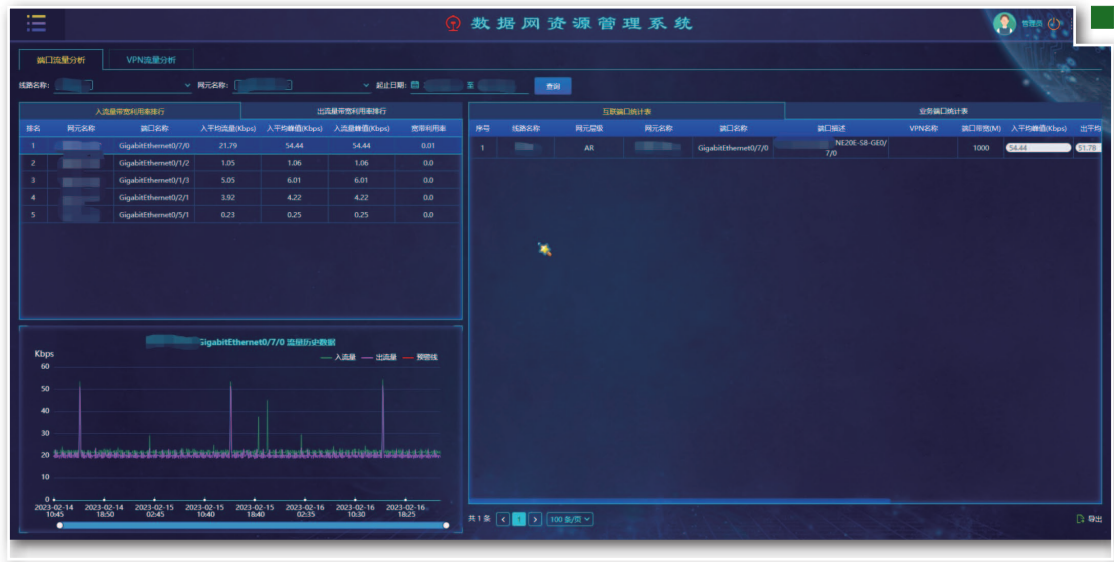 数据网资源管理系统
管理员
端口流量分析 VPN流量分析
线路名称: 网元名称: 起止日期: 至 查询
入流量带宽利用率排行 出流量带宽利用率排行
排名 网元名称 端口名称 入平均流量(Kbps) 入平均峰值(Kbps) 入流量峰值(Kbps) 宽带利用率
1 GigabitEthernet0/7/0 21.79 54.44 54.44 0.01
2 GigabitEthernet0/1/2 1.05 1.06 1.06 0.0
3 GigabitEthernet0/1/3 5.05 6.01 6.01 0.0
4 GigabitEthernet0/2/1 3.92 4.22 4.22 0.0
5 GigabitEthernet0/5/1 0.23 0.25 0.25 0.0
互联端口统计表 业务端口统计表
序号 线路名称 网元层级 网元名称 端口名称 端口描述 VPN名称 端口带宽(M) 入平均峰值(Kbps) 出平均
1 AR GigabitEthernet0/7/0 NE20E-S8-GE0/ 1000 54.44 51.78
7/0
GigabitEthernet0/7/0 流量历史数据
Kbps
入流量 出流量 预警线
60
50
40
30
20
10
0
2023-02-14 2023-02-14 2023-02-15 2023-02-15 2023-02-15 2023-02-16 2023-02-16 2023-02-16
10:45 18:50 02:45 10:40 18:40 02:35 10:30 18:25
共 1 条 1 100 条/页 导出